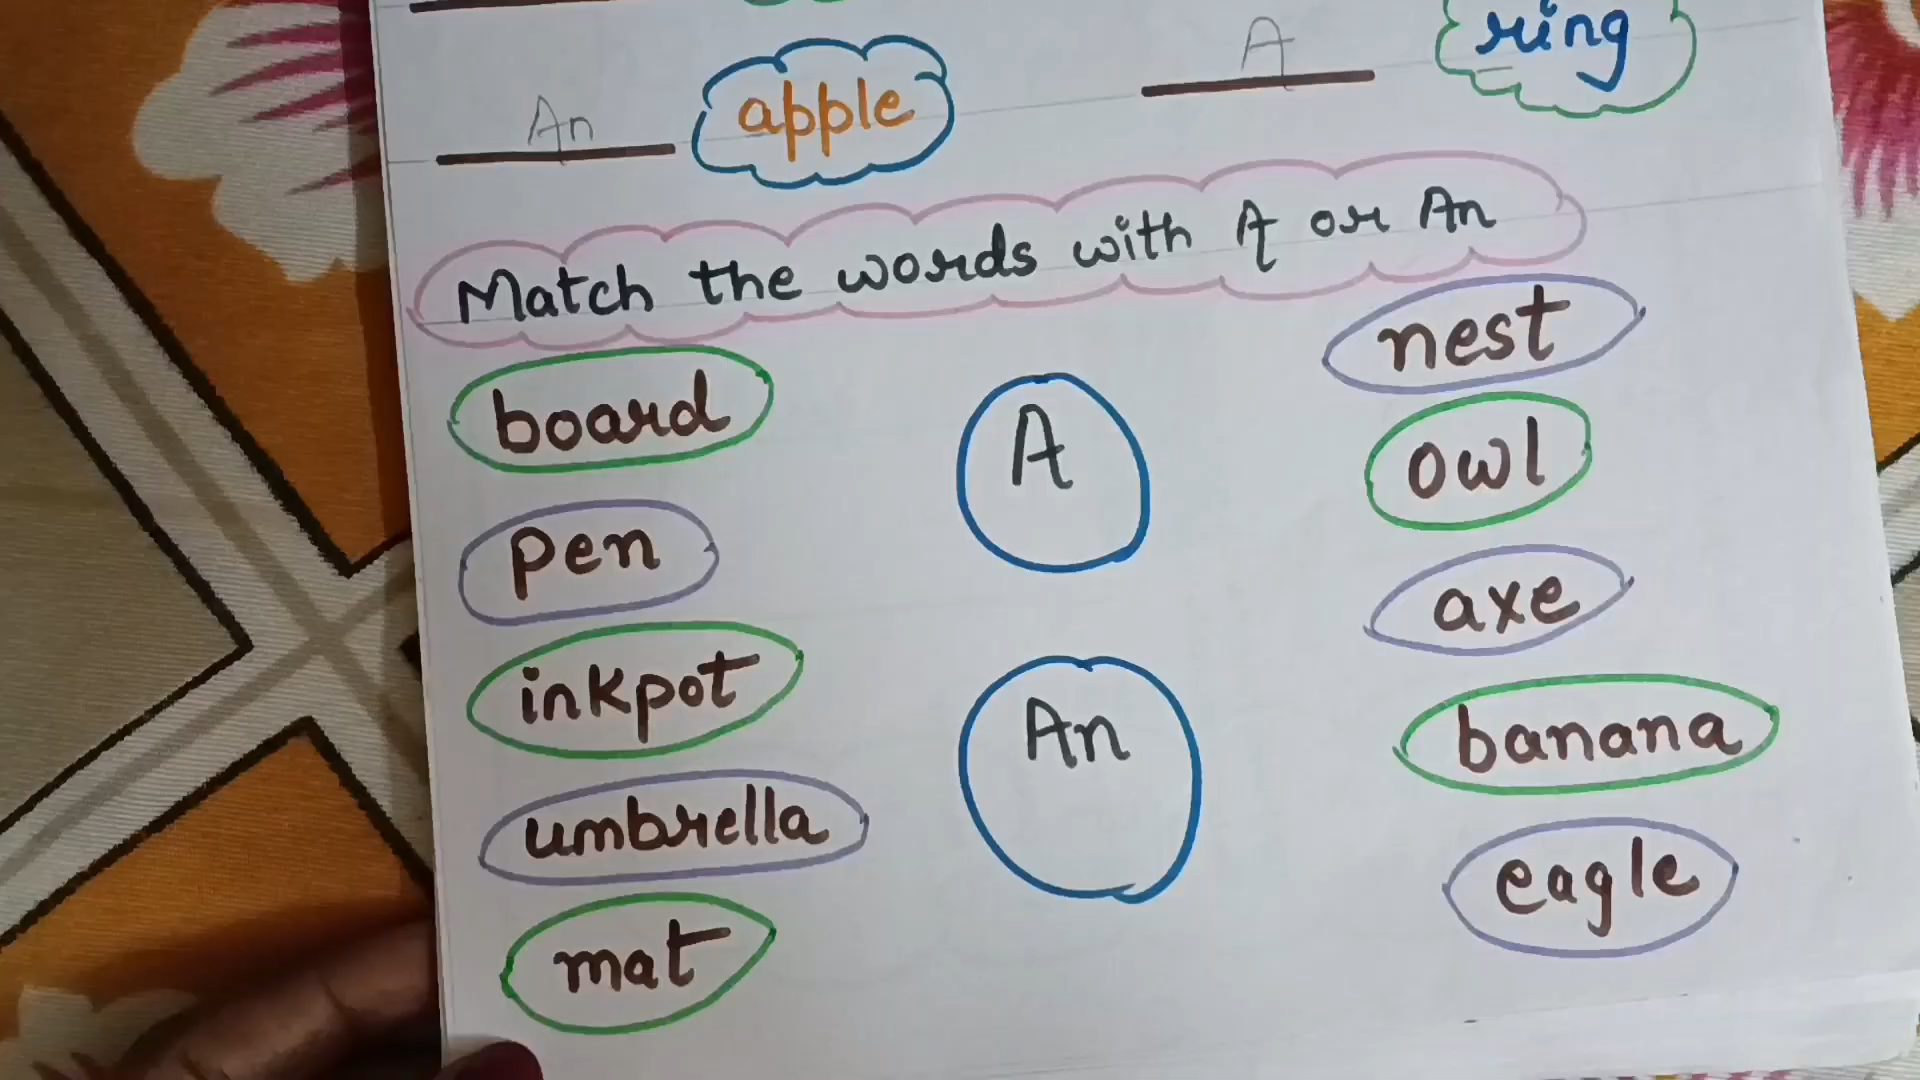 An apple A ring
Match the words with A or An
board A nest
owl
pen axe
inkpot An banana
umbrella eagle
mat